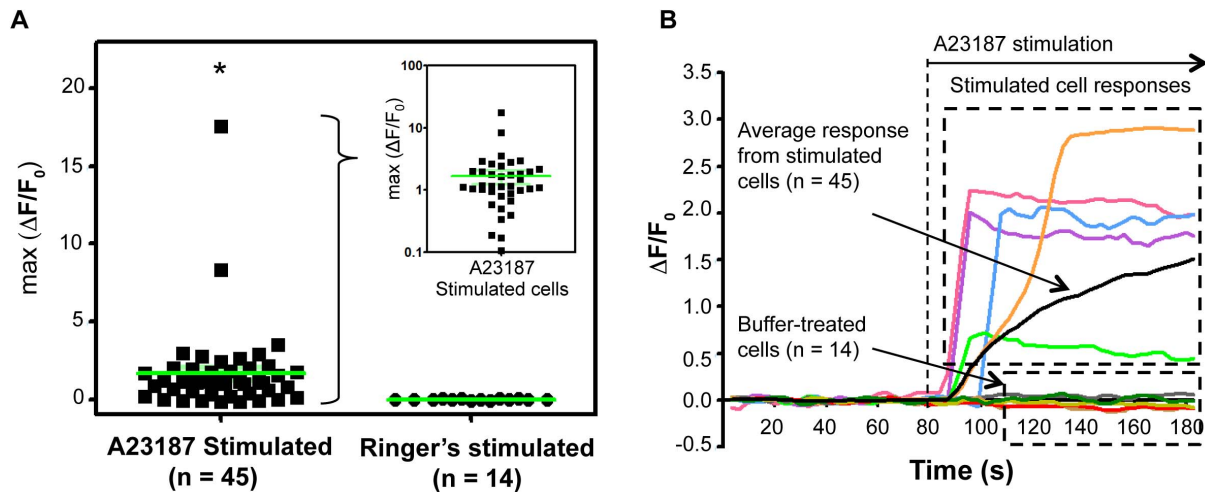 A
max (ΔF/F0)
20
15
10
5
0
*
A23187 Stimulated
(n = 45)
Ringer's stimulated
(n = 14)
max (ΔF/F0)
100
10
1
0.1
A23187
Stimulated cells
B
A23187 stimulation
Stimulated cell responses
Average response
from stimulated
cells (n = 45)
Buffer-treated
cells (n = 14)
ΔF/F0
3.5
3.0
2.5
2.0
1.5
1.0
0.5
0.0
-0.5
20 40 60 80 100 120 140 160 180
Time (s)